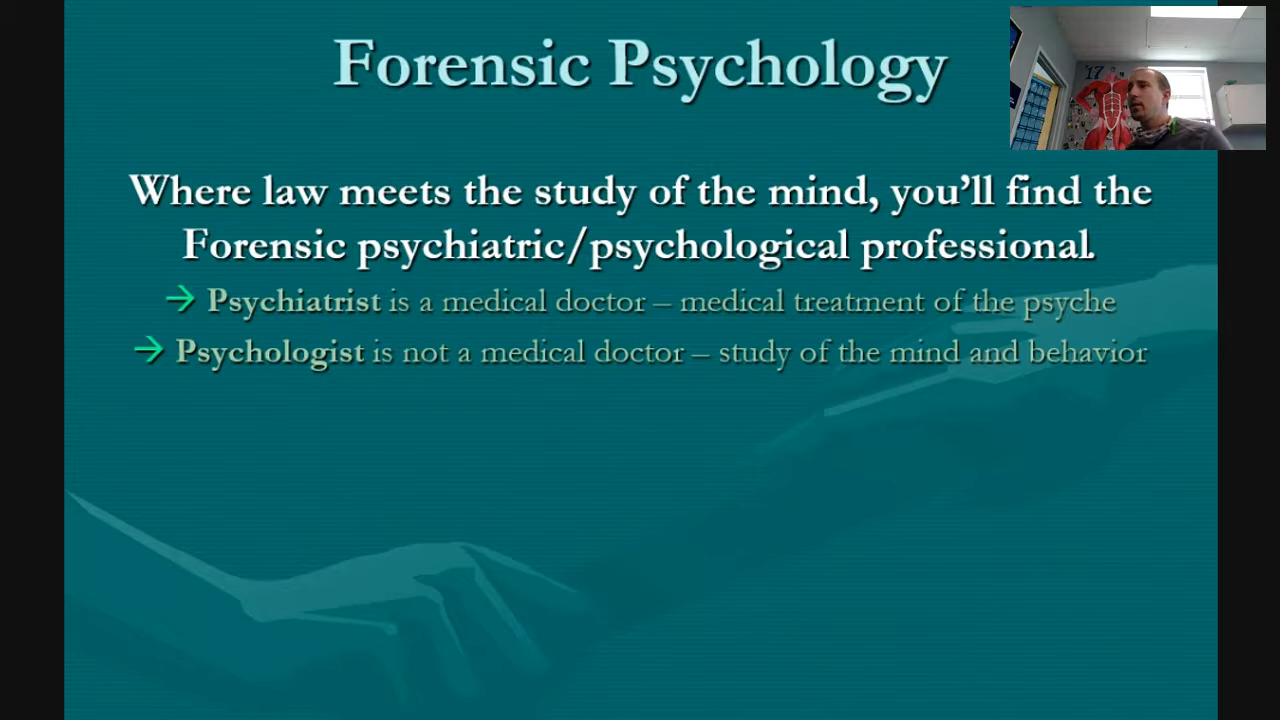 Forensic Psychology
17
Where law meets the study of the mind, you’ll find the
Forensic psychiatric/psychological professional.
→ Psychiatrist is a medical doctor – medical treatment of the psyche
→ Psychologist is not a medical doctor – study of the mind and behavior